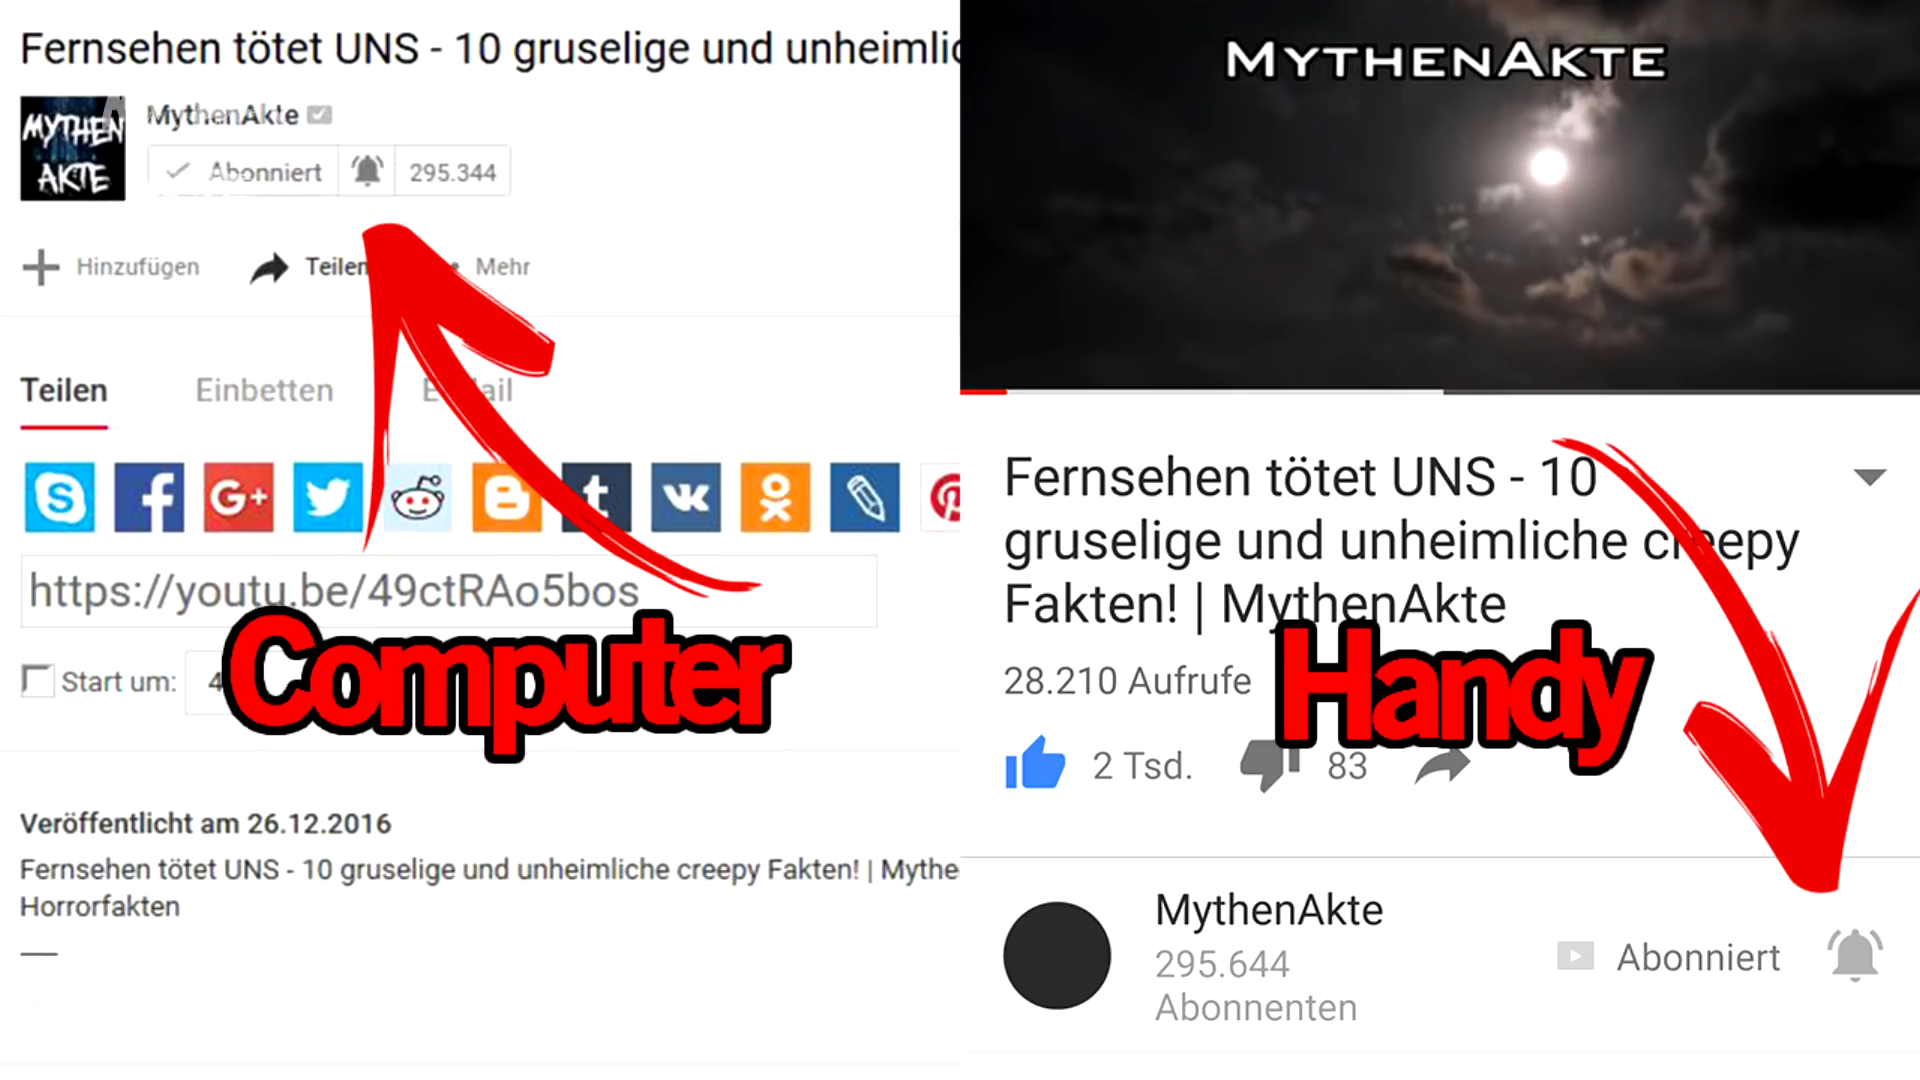 Fernsehen tötet UNS - 10 gruselige und
MYTHEN
AKTE
MythenAkte
Abonniert
295.344
Hinzufügen
Teilen
Mehr
Teilen
Einbetten
https://youtu.be/49ctRAo5bos
Computer
Start um:
Veröffentlicht am 26.12.2016
Fernsehen tötet UNS - 10 gruselige und unheimliche creepy Fakten! | Mythe
Horrorfakten
MYTHENAKTE
Fernsehen tötet UNS - 10
gruselige und unheimliche creepy
Fakten! | MythenAkte
28.210 Aufrufe
Handy
2 Tsd.
83
MythenAkte
295.644
Abonnenten
Abonniert